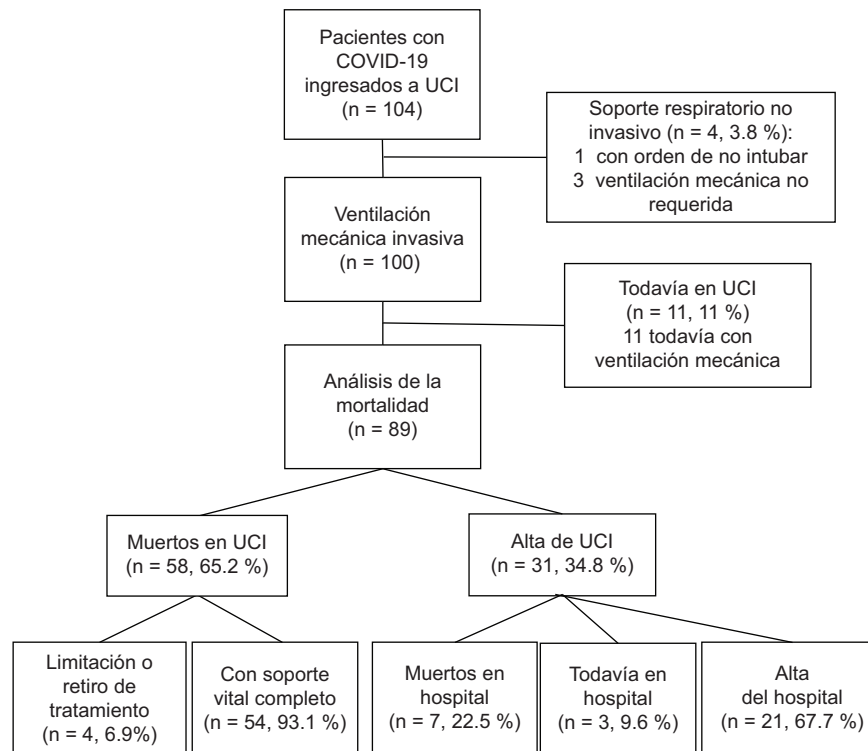 Pacientes con
COVID-19
ingresados a UCI
(n = 104)
Soporte respiratorio no
invasivo (n = 4, 3.8 %):
1 con orden de no intubar
3 ventilación mecánica no
requerida
Ventilación
mecánica invasiva
(n = 100)
Todavía en UCI
(n = 11, 11 %)
11 todavía con
ventilación mecánica
Análisis de la
mortalidad
(n = 89)
Muertos en UCI
(n = 58, 65.2 %)
Alta de UCI
(n = 31, 34.8 %)
Limitación o
retiro de
tratamiento
(n = 4, 6.9%)
Con soporte
vital completo
(n = 54, 93.1 %)
Muertos en
hospital
(n = 7, 22.5 %)
Todavía en
hospital
(n = 3, 9.6 %)
Alta
del hospital
(n = 21, 67.7 %)